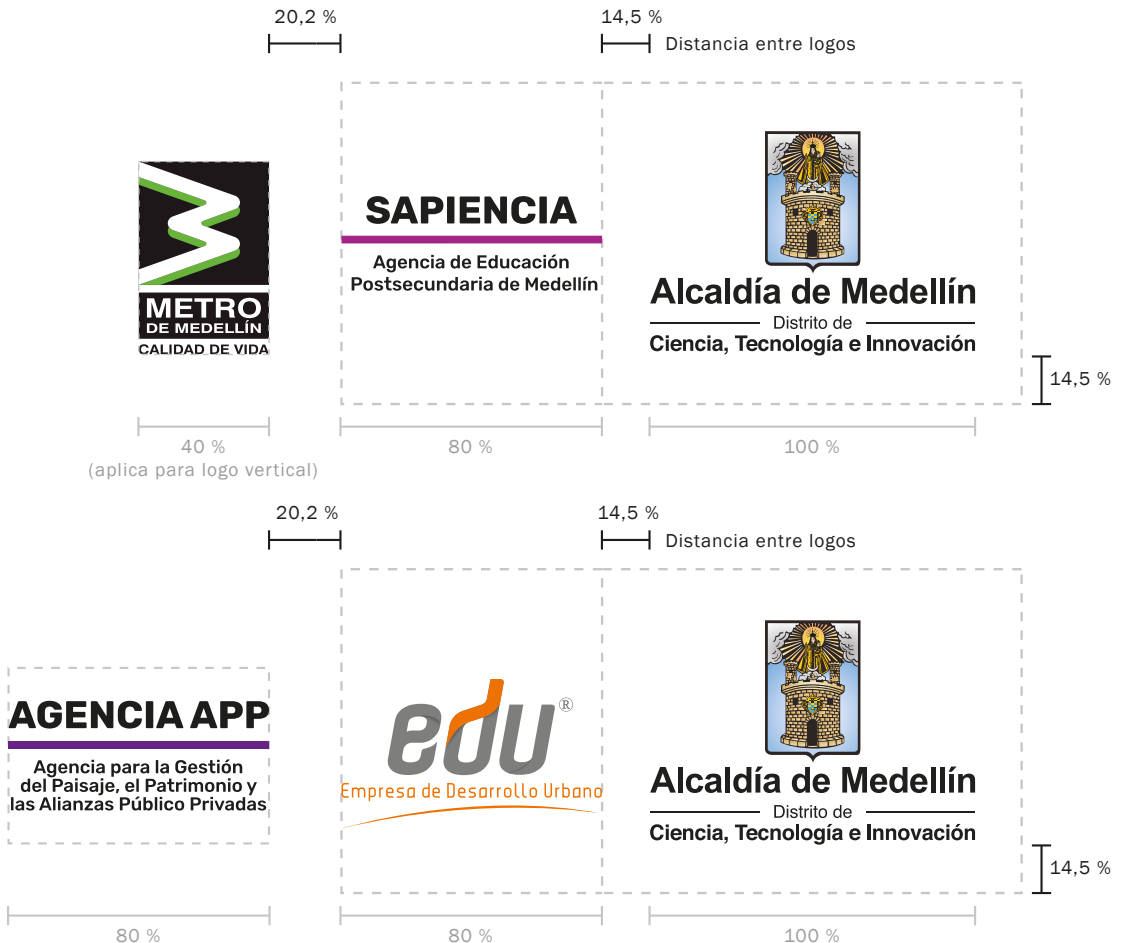 20,2 %
14,5 %
Distancia entre logos
METRO
DE MEDELLÍN
CALIDAD DE VIDA
SAPIENCIA
Agencia de Educación
Postsecundaria de Medellín
Alcaldía de Medellín
Distrito de
Ciencia, Tecnología e Innovación
14,5 %
40 %
(aplica para logo vertical)
80 %
100 %
20,2 %
14,5 %
Distancia entre logos
AGENCIA APP
Agencia para la Gestión
del Paisaje, el Patrimonio y
las Alianzas Público Privadas
edu®
Empresa de Desarrollo Urbano
Alcaldía de Medellín
Distrito de
Ciencia, Tecnología e Innovación
14,5 %
80 %
80 %
100 %